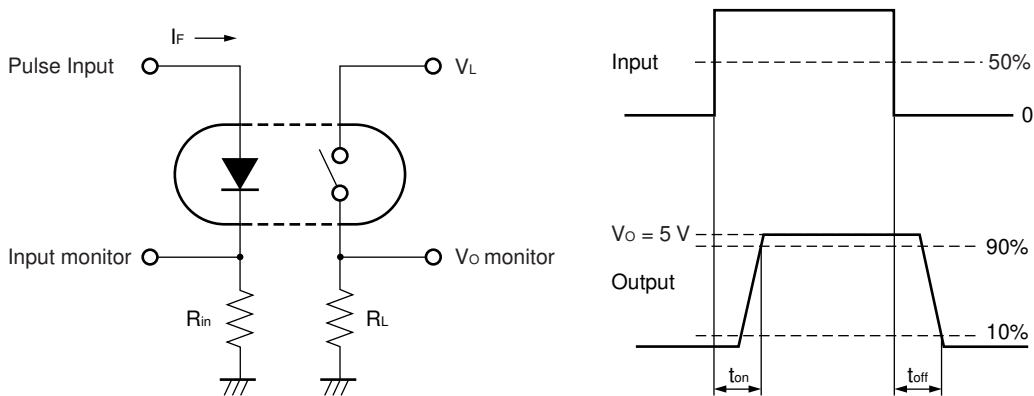 IF
Pulse Input
VL
Input monitor
VO monitor
Rin
RL
Input
50%
0
VO = 5 V
90%
Output
10%
ton
toff